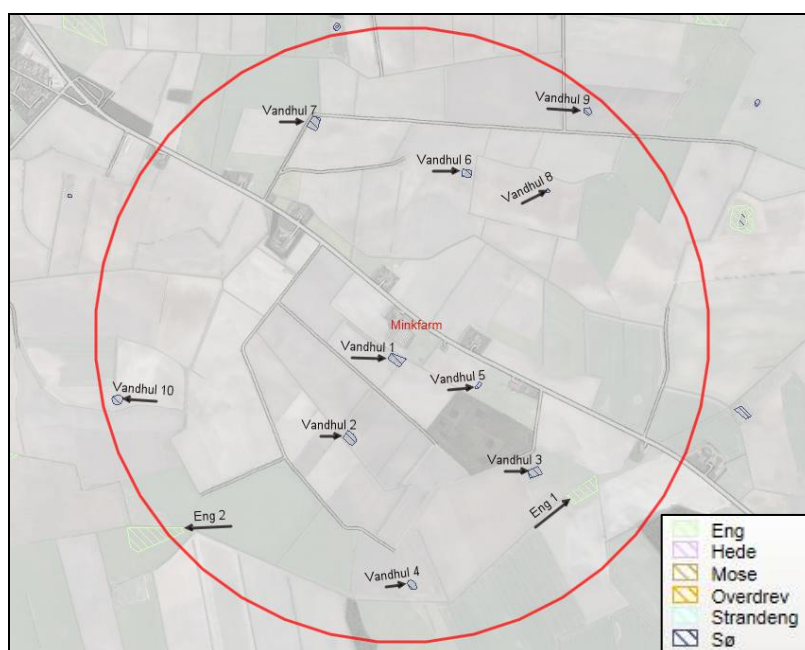 Vandhul 9
Vandhul 7
Vandhul 6
Vandhul 8
Minkfarm
Vandhul 1
Vandhul 5
Vandhul 10
Vandhul 2
Vandhul 3
Eng 1
Eng 2
Vandhul 4
Eng
Hede
Mose
Overdrev
Strandeng
Sø